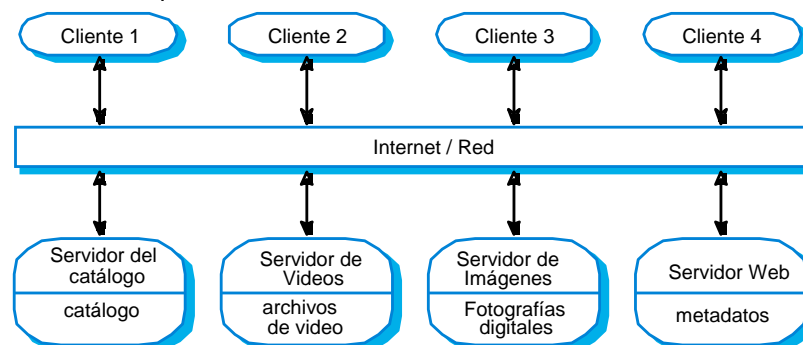 Cliente 1
Cliente 2
Cliente 3
Cliente 4
Internet / Red
Servidor del
catálogo
catálogo
Servidor de
Videos
archivos
de video
Servidor de
Imágenes
Fotografías
digitales
Servidor Web
metadatos